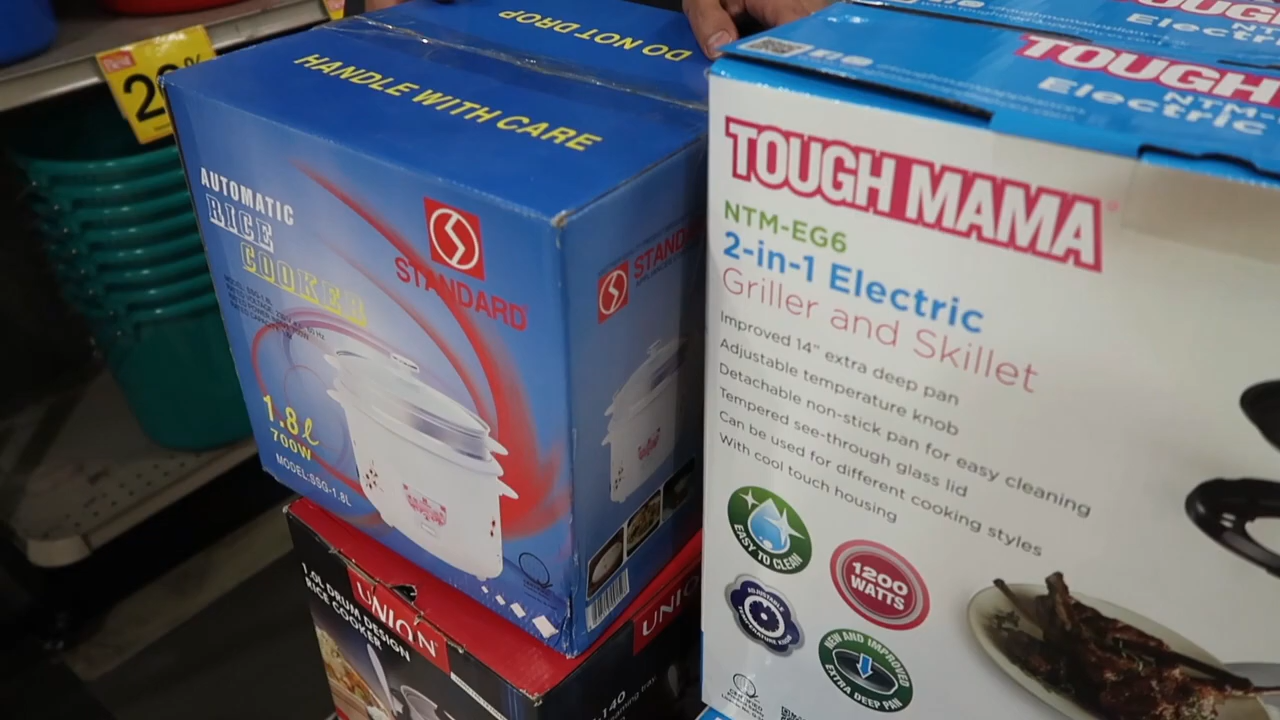 DO NOT DROP
HANDLE WITH CARE
AUTOMATIC
RICE
COOKER
STANDARD
1.8ℓ
700W
MODEL:SSG-1.8L
STANDARD
UNION
1.0L DRUM DESIGN
RICE COOKER
UNION
TOUGH
Electric
TOUGH MAMA
NTM-EG6
2-in-1 Electric
Griller and Skillet
Improved 14" extra deep pan
Adjustable temperature knob
Detachable non-stick pan for easy cleaning
Tempered see-through glass lid
Can be used for different cooking styles
With cool touch housing
EASY TO CLEAN
1200
WATTS
ADJUSTABLE
TEMPERATURE KNOB
NEW AND IMPROVED
EXTRA DEEP PAN